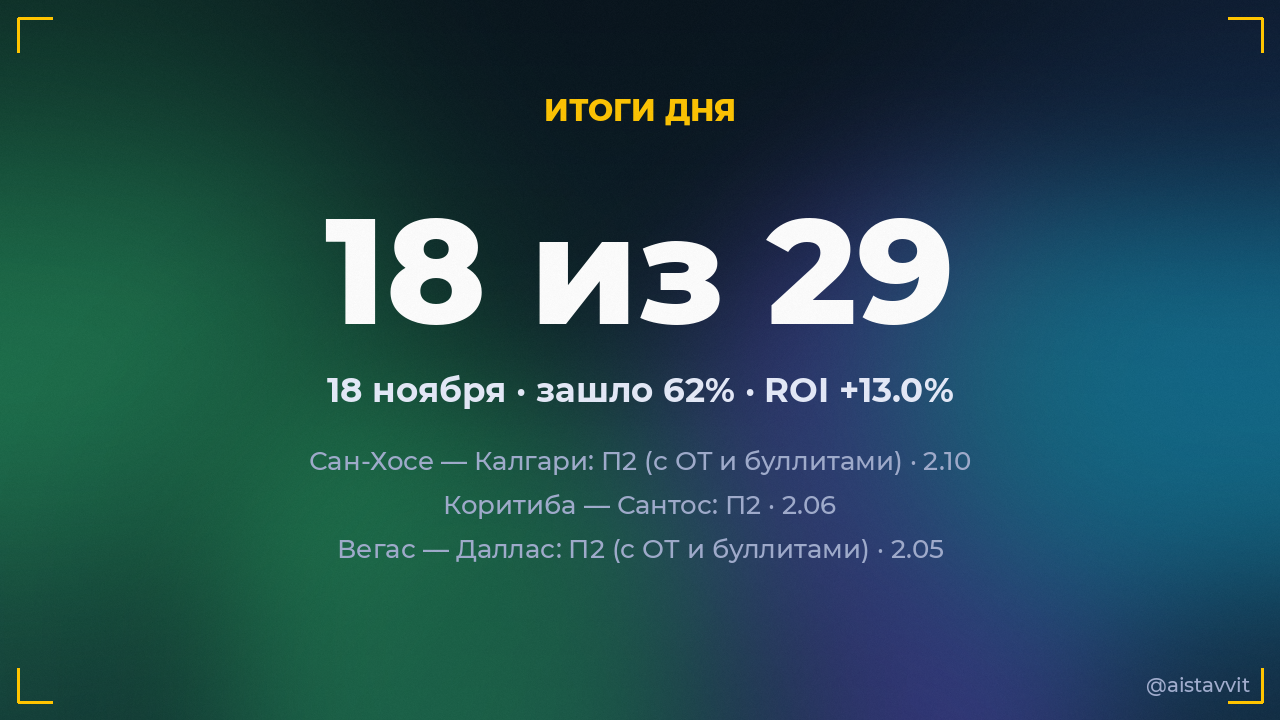 ИТОГИ ДНЯ
18 из 29
18 ноября · зашло 62% · ROI +13.0%
Сан-Хосе — Калгари: П2 (с ОТ и буллитами) · 2.10
Коритиба — Сантос: П2 · 2.06
Вегас — Даллас: П2 (с ОТ и буллитами) · 2.05
@aistavvit